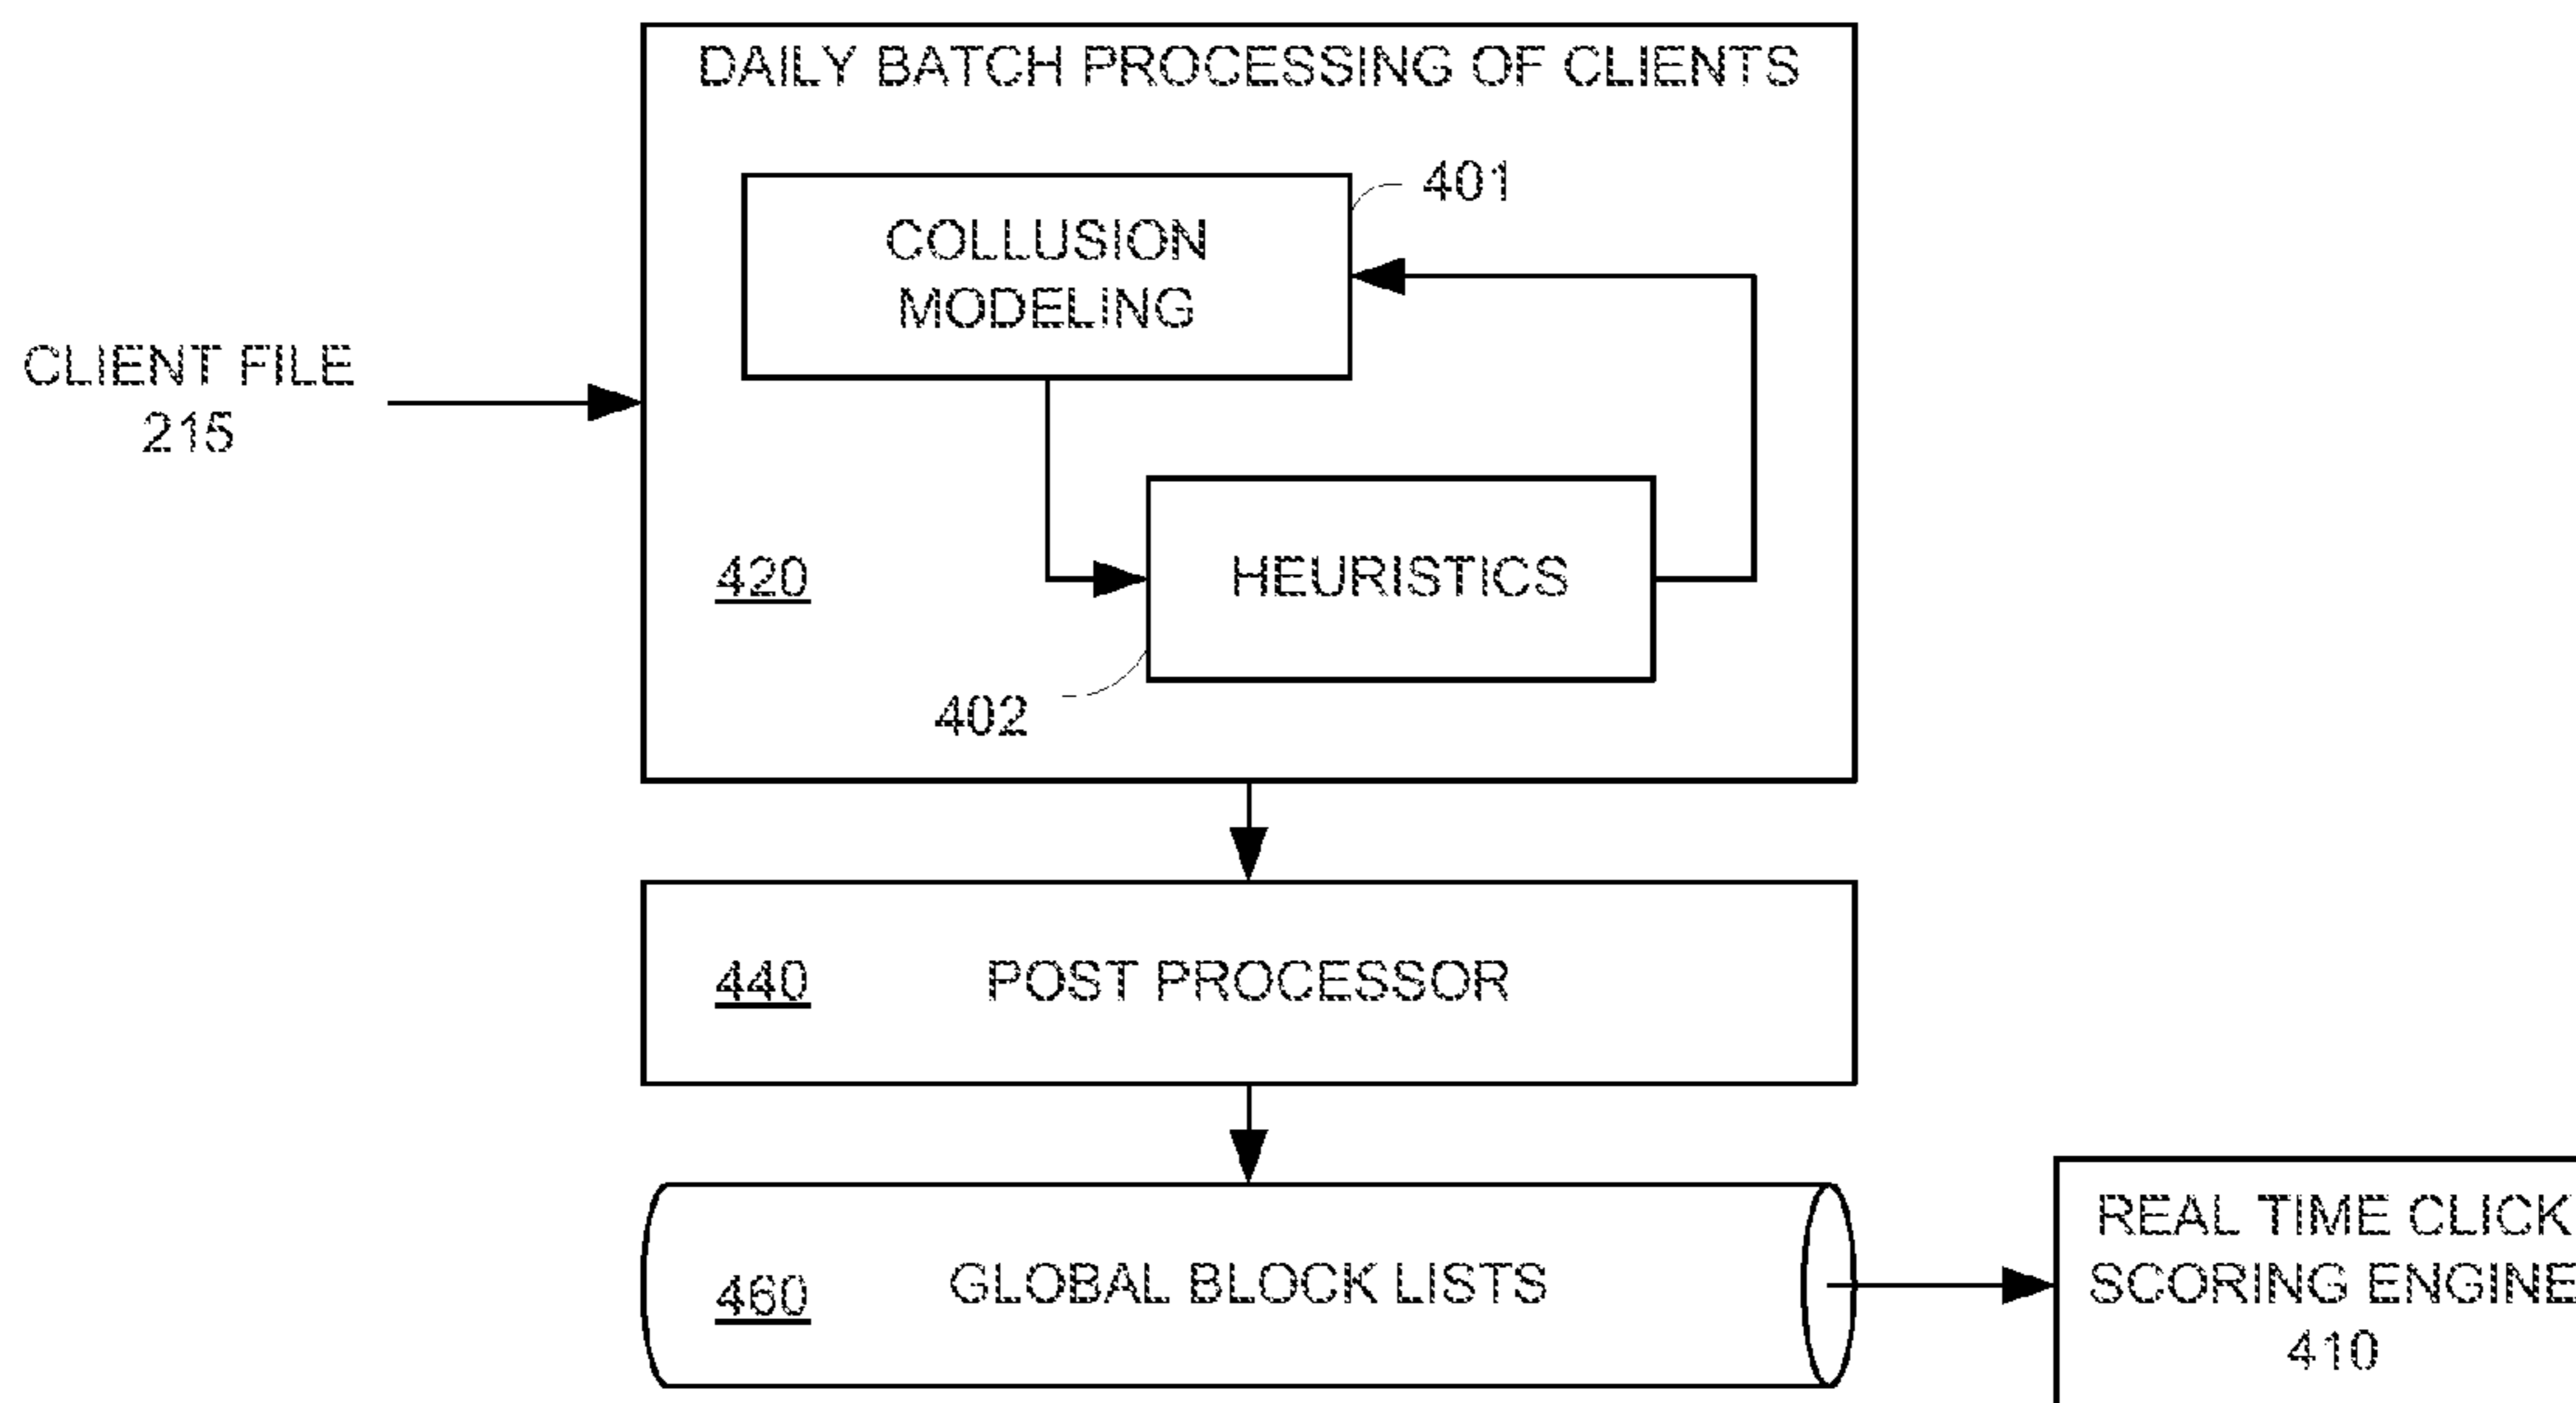 DAILY BATCH PROCESSING OF CLIENTS
401
COLLUSION
MODELING
CLIENT FILE
215
420
HEURISTICS
402
440
POST PROCESSOR
460
GLOBAL BLOCK LISTS
REAL TIME CLICK
SCORING ENGINE
410